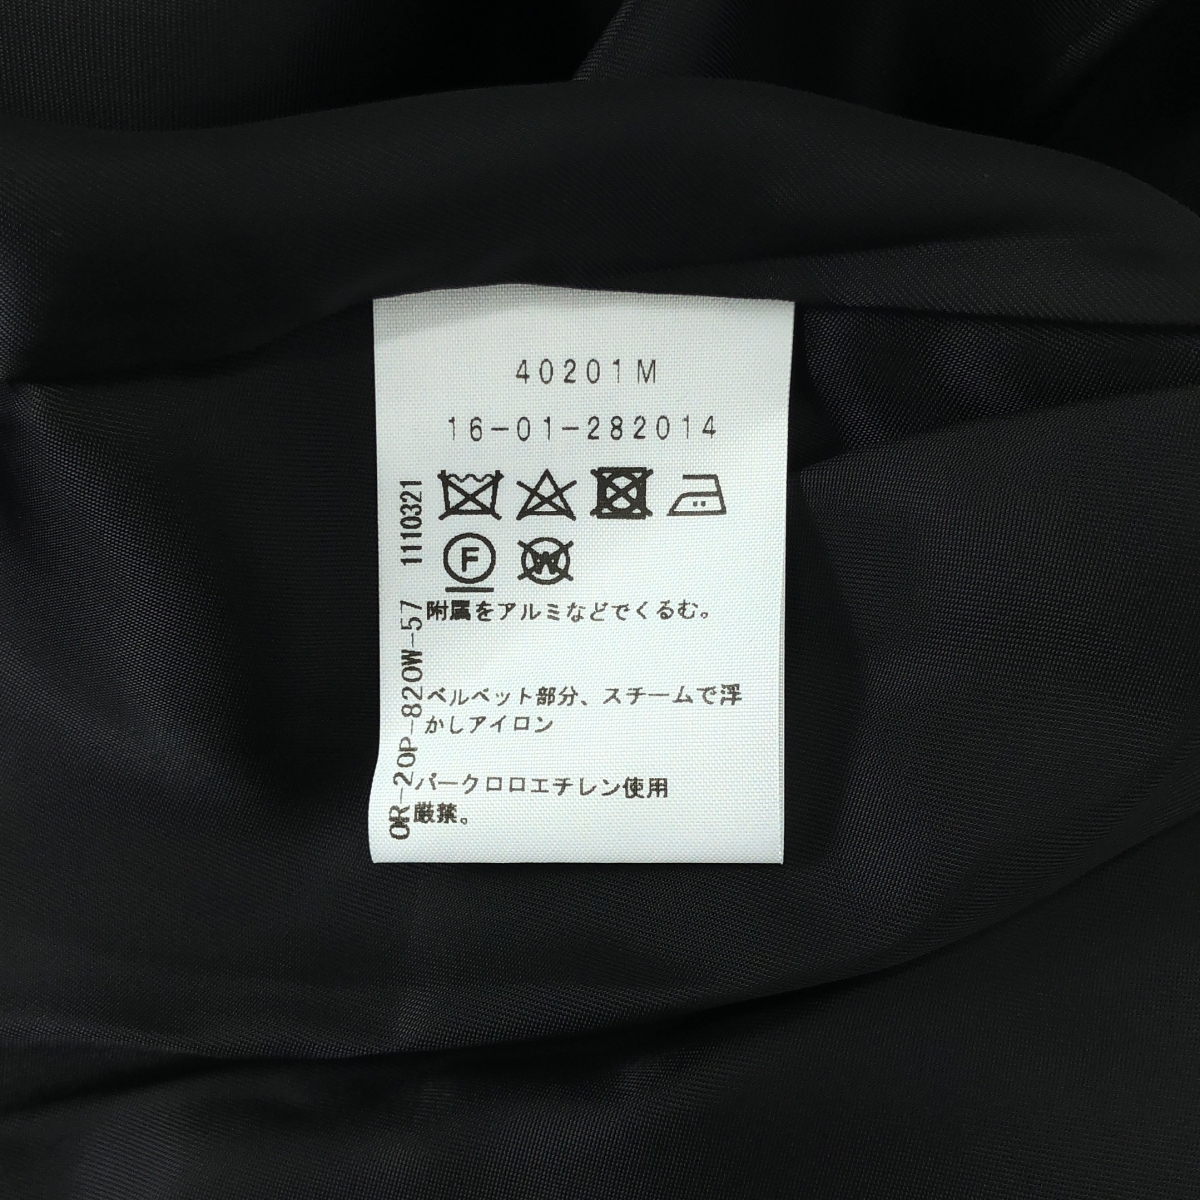 40201M
16-01-282014
F
W
附属をアルミなどでくるむ。
ベルベット部分、スチームで浮
かしアイロン
パークロロエチレン使用
厳禁。
OR-20P-820W-57 1110321